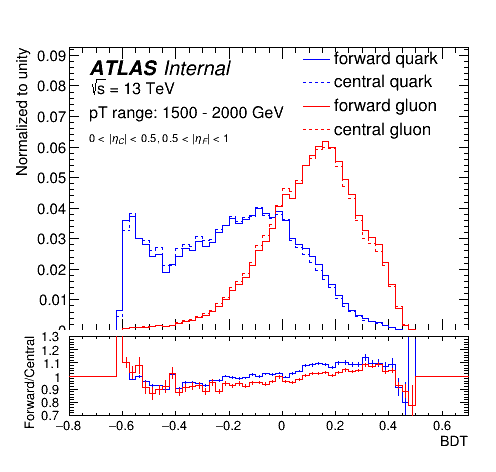 ATLAS Internal
√s = 13 TeV
pT range: 1500 - 2000 GeV
0 < |η_C| < 0.5, 0.5 < |η_F| < 1
forward quark
central quark
forward gluon
central gluon
Normalized to unity
0.09
0.08
0.07
0.06
0.05
0.04
0.03
0.02
0.01
0
Forward/Central
1.3
1.2
1.1
1
0.9
0.8
0.7
−0.8 −0.6 −0.4 −0.2 0 0.2 0.4 0.6
BDT